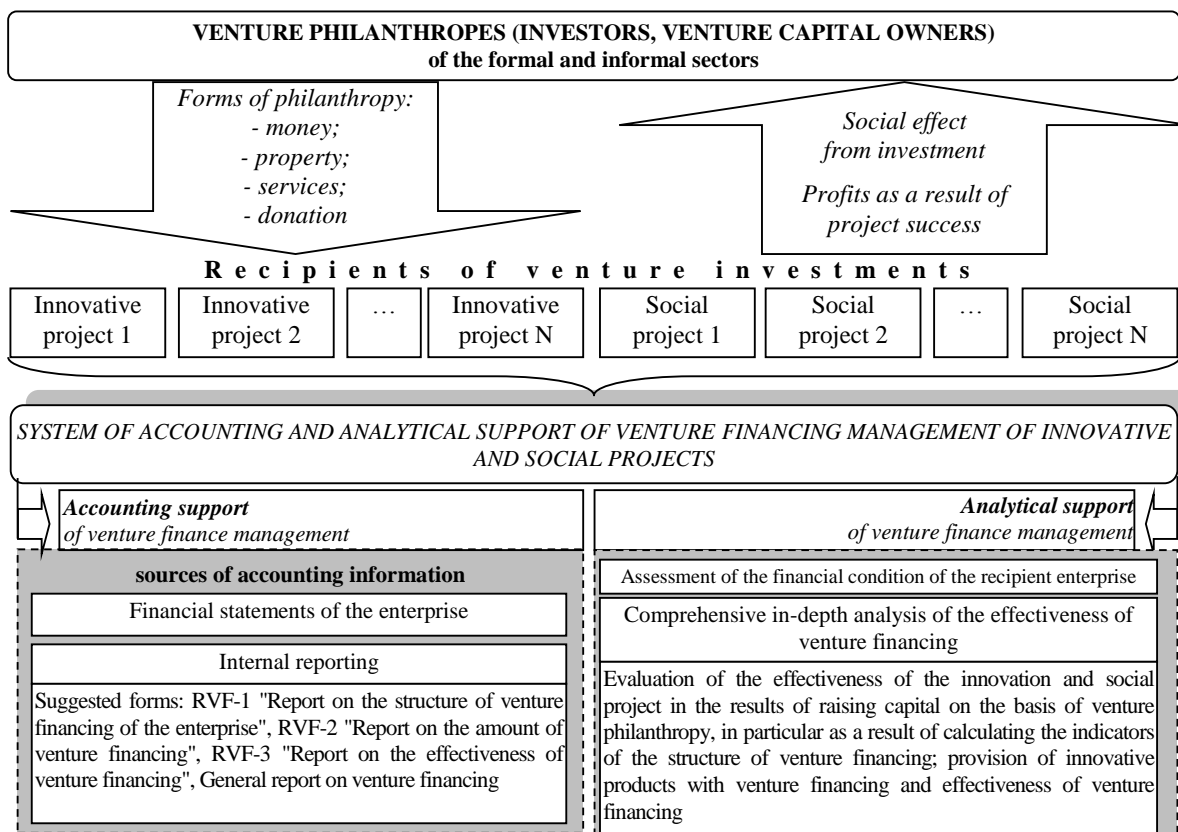 VENTURE PHILANTHROPES (INVESTORS, VENTURE CAPITAL OWNERS)
of the formal and informal sectors
Forms of philanthropy:
- money;
- property;
- services;
- donation
Social effect
from investment
Profits as a result of
project success
Recipients of venture investments
Innovative
project 1
Innovative
project 2
…
Innovative
project N
Social
project 1
Social
project 2
…
Social
project N
SYSTEM OF ACCOUNTING AND ANALYTICAL SUPPORT OF VENTURE FINANCING MANAGEMENT OF INNOVATIVE
AND SOCIAL PROJECTS
Accounting support
of venture finance management
Analytical support
of venture finance management
sources of accounting information
Financial statements of the enterprise
Internal reporting
Suggested forms: RVF-1 "Report on the structure of venture
financing of the enterprise", RVF-2 "Report on the amount of
venture financing", RVF-3 "Report on the effectiveness of
venture financing", General report on venture financing
Assessment of the financial condition of the recipient enterprise
Comprehensive in-depth analysis of the effectiveness of
venture financing
Evaluation of the effectiveness of the innovation and social
project in the results of raising capital on the basis of venture
philanthropy, in particular as a result of calculating the indicators
of the structure of venture financing; provision of innovative
products with venture financing and effectiveness of venture
financing